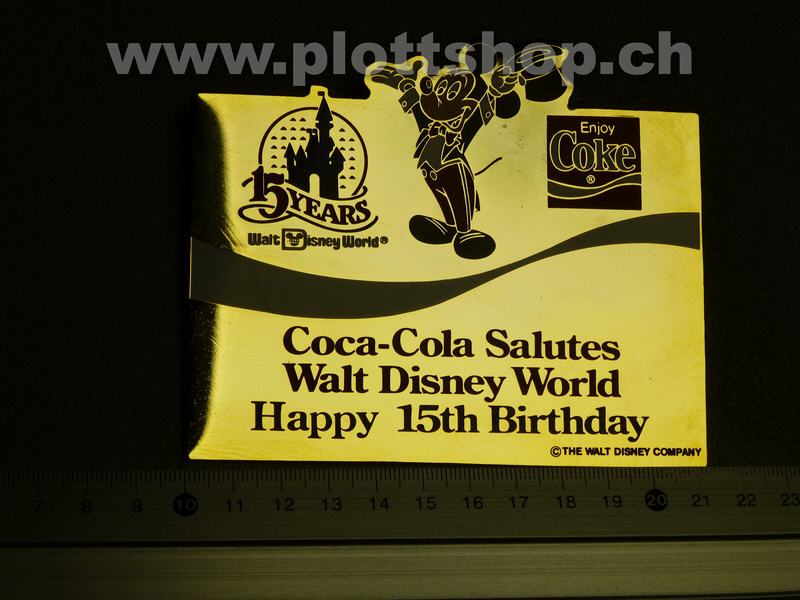 www.plottshop.ch
15 YEARS
Walt Disney World®
Enjoy
Coke
®
Coca-Cola Salutes
Walt Disney World
Happy 15th Birthday
©THE WALT DISNEY COMPANY
7 8 9 10 11 12 13 14 15 16 17 18 19 20 21 22 23